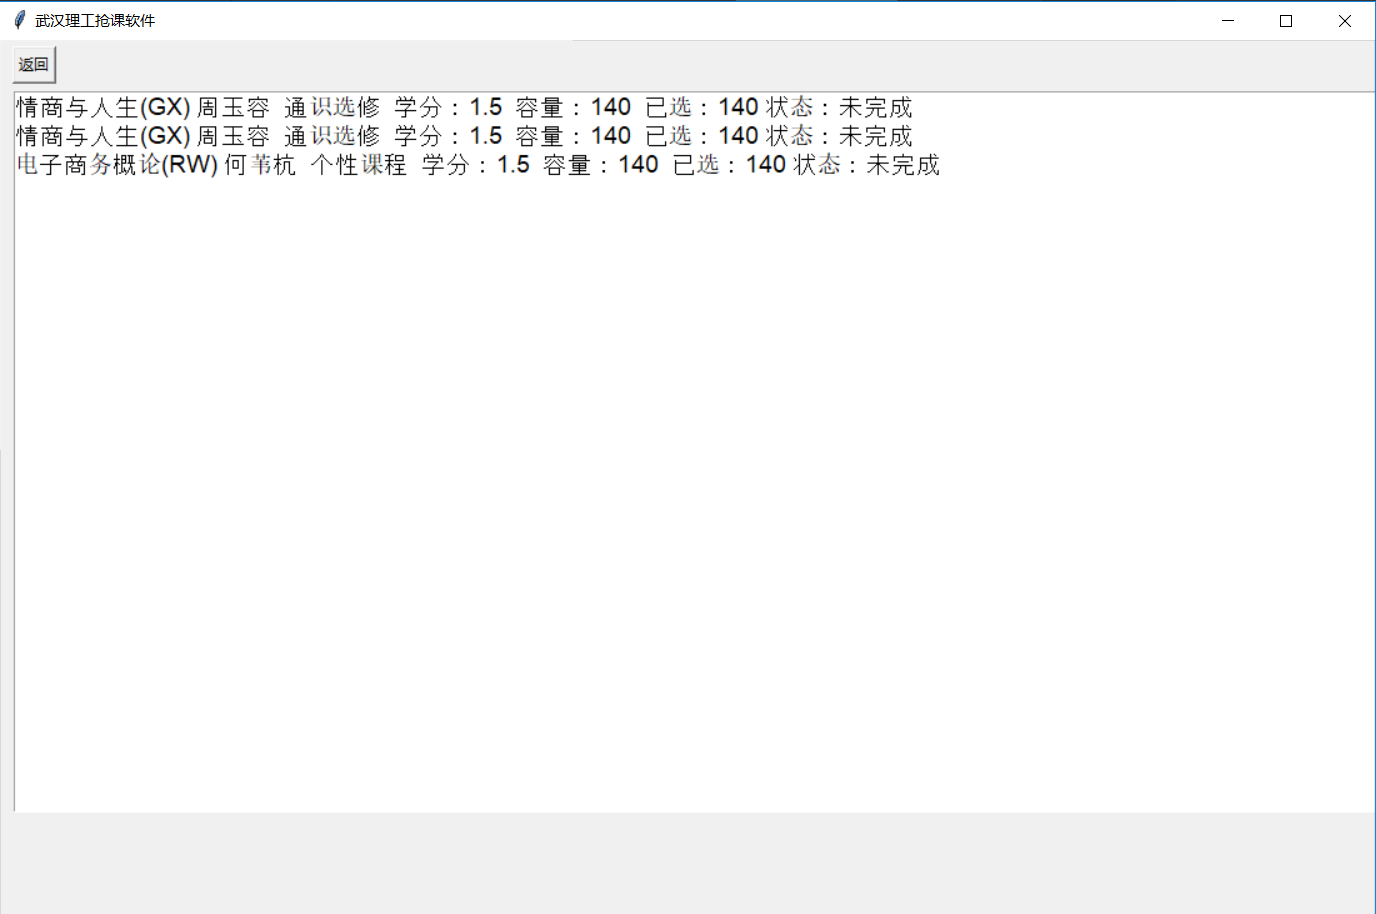 武汉理工抢课软件
返回
情商与人生(GX) 周玉容 通识选修 学分：1.5 容量：140 已选：140 状态：未完成
情商与人生(GX) 周玉容 通识选修 学分：1.5 容量：140 已选：140 状态：未完成
电子商务概论(RW) 何苇杭 个性课程 学分：1.5 容量：140 已选：140 状态：未完成